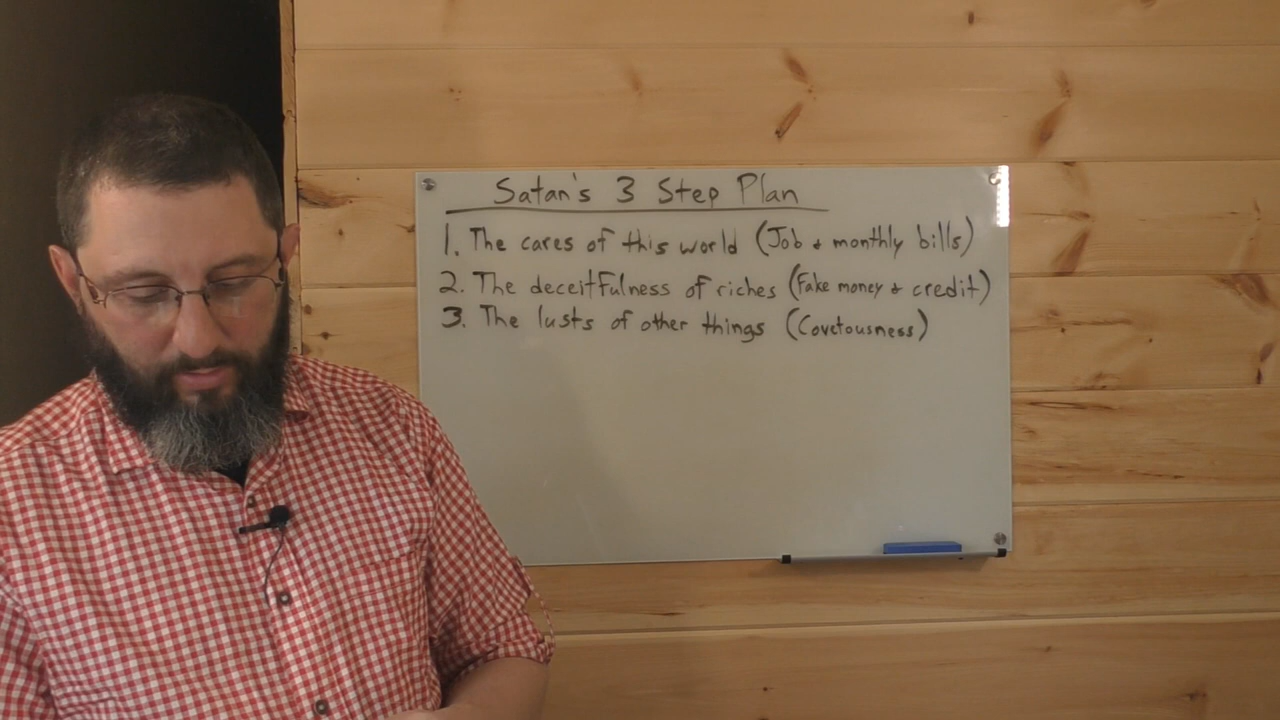 Satan's 3 Step Plan
1. The cares of this world (Job & monthly bills)
2. The deceitfulness of riches (Fake money & credit)
3. The lusts of other things (Covetousness)